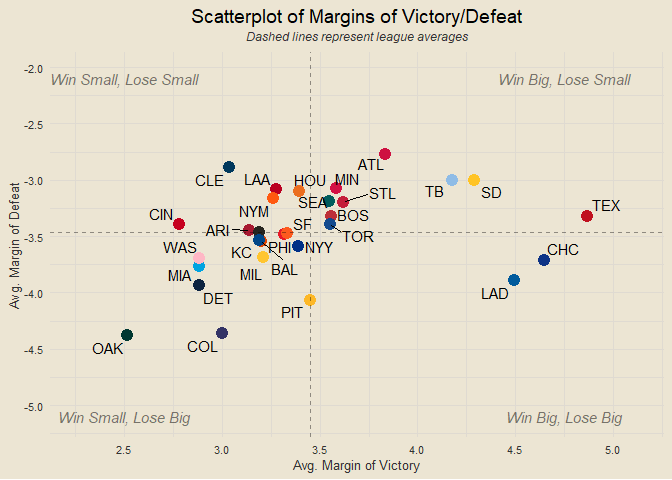 Scatterplot of Margins of Victory/Defeat
Dashed lines represent league averages
-2.0
Win Small, Lose Small
Win Big, Lose Small
-2.5
ATL
-3.0
CLE
LAA
HOU
MIN
TB
SD
STL
SEA
NYM
CIN
BOS
TEX
ARI
SF
TOR
-3.5
WAS
KC
PHI
NYY
CHC
BAL
MIA
MIL
LAD
DET
-4.0
PIT
OAK
COL
-4.5
-5.0
Win Small, Lose Big
Win Big, Lose Big
2.5
3.0
3.5
4.0
4.5
5.0
Avg. Margin of Victory
Avg. Margin of Defeat